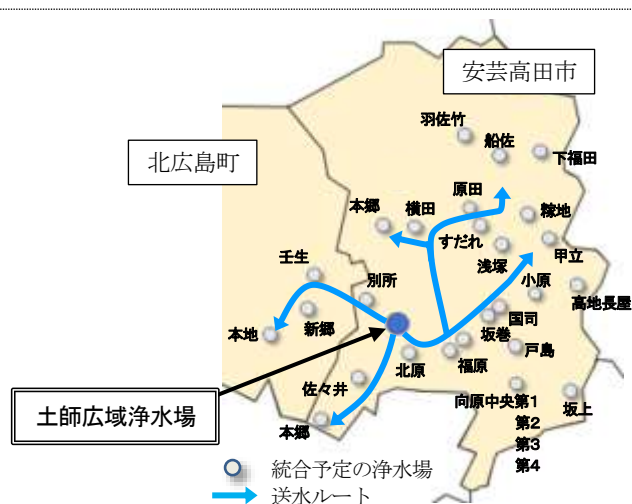 安芸高田市
羽佐竹
船佐
下福田
北広島町
原田
本郷
横田
糘地
すだれ
甲立
浅塚
壬生
別所
小原
高地長屋
国司
新郷
坂巻
本地
戸島
北原
福原
土師広域浄水場
佐々井
向原中央第1
坂上
本郷
第2
第3
第4
統合予定の浄水場
送水ルート